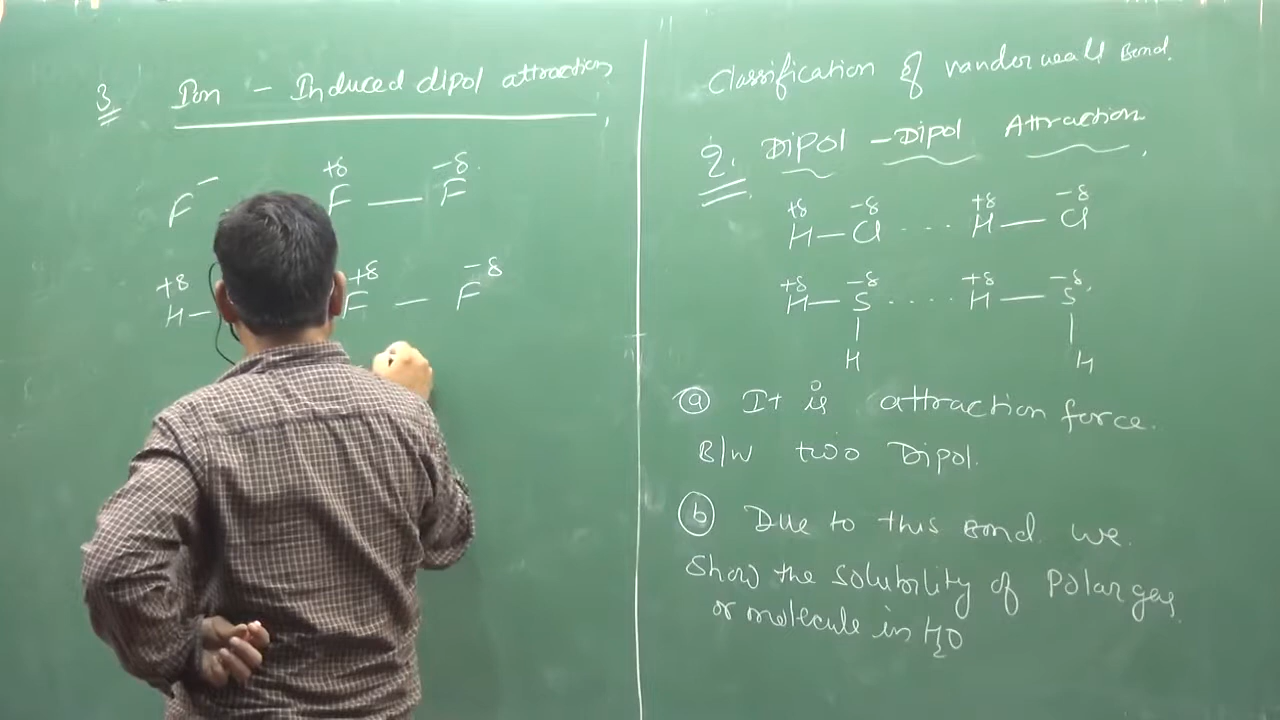 3 Ion - Induced dipol attraction,
+δ -δ
F⁻ F — F
+δ +δ -δ
H— F — F
Classification of vanderwall Bond.
2. Dipol - Dipol Attraction.
+δ -δ +δ -δ
H—Cl .... H—Cl
+δ -δ +δ -δ
H—S .... H—S.
H H
(a) It is attraction force.
B/w two Dipol.
(b) Due to this Bond we.
show the solubility of Polar gas
or molecule in H₂O